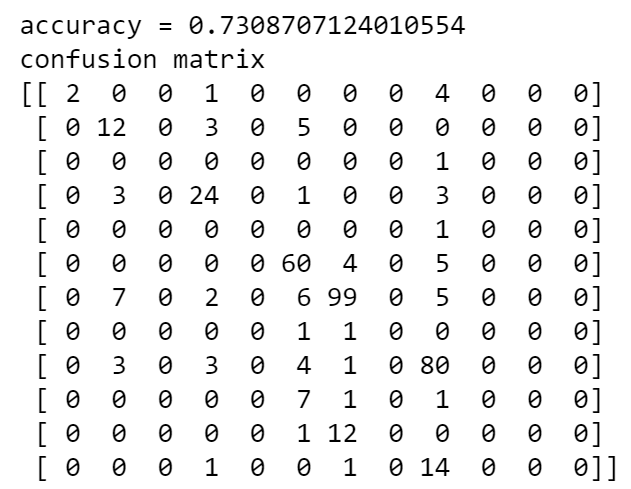 accuracy = 0.7308707124010554
confusion matrix
[[ 2 0 0 1 0 0 0 0 4 0 0 0]
[ 0 12 0 3 0 5 0 0 0 0 0 0]
[ 0 0 0 0 0 0 0 0 1 0 0 0]
[ 0 3 0 24 0 1 0 0 3 0 0 0]
[ 0 0 0 0 0 0 0 0 1 0 0 0]
[ 0 0 0 0 0 60 4 0 5 0 0 0]
[ 0 7 0 2 0 6 99 0 5 0 0 0]
[ 0 0 0 0 0 1 1 0 0 0 0 0]
[ 0 3 0 3 0 4 1 0 80 0 0 0]
[ 0 0 0 0 0 7 1 0 1 0 0 0]
[ 0 0 0 0 0 1 12 0 0 0 0 0]
[ 0 0 0 1 0 0 1 0 14 0 0 0]]